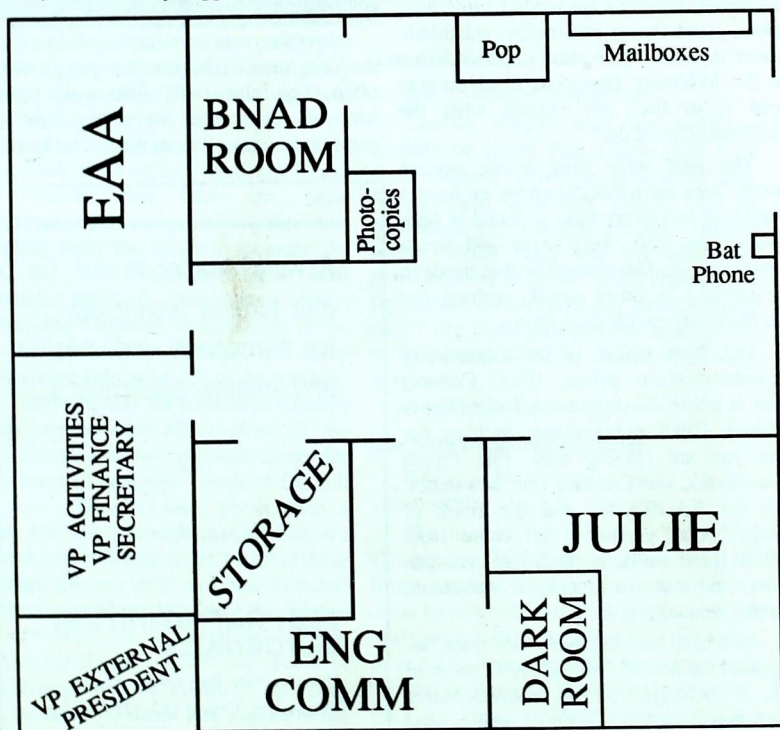 EAA
BNAD
ROOM
Photo-
copies
Pop
Mailboxes
Bat
Phone
VP ACTIVITIES
VP FINANCE
SECRETARY
STORAGE
JULIE
VP EXTERNAL
PRESIDENT
ENG
COMM
DARK
ROOM